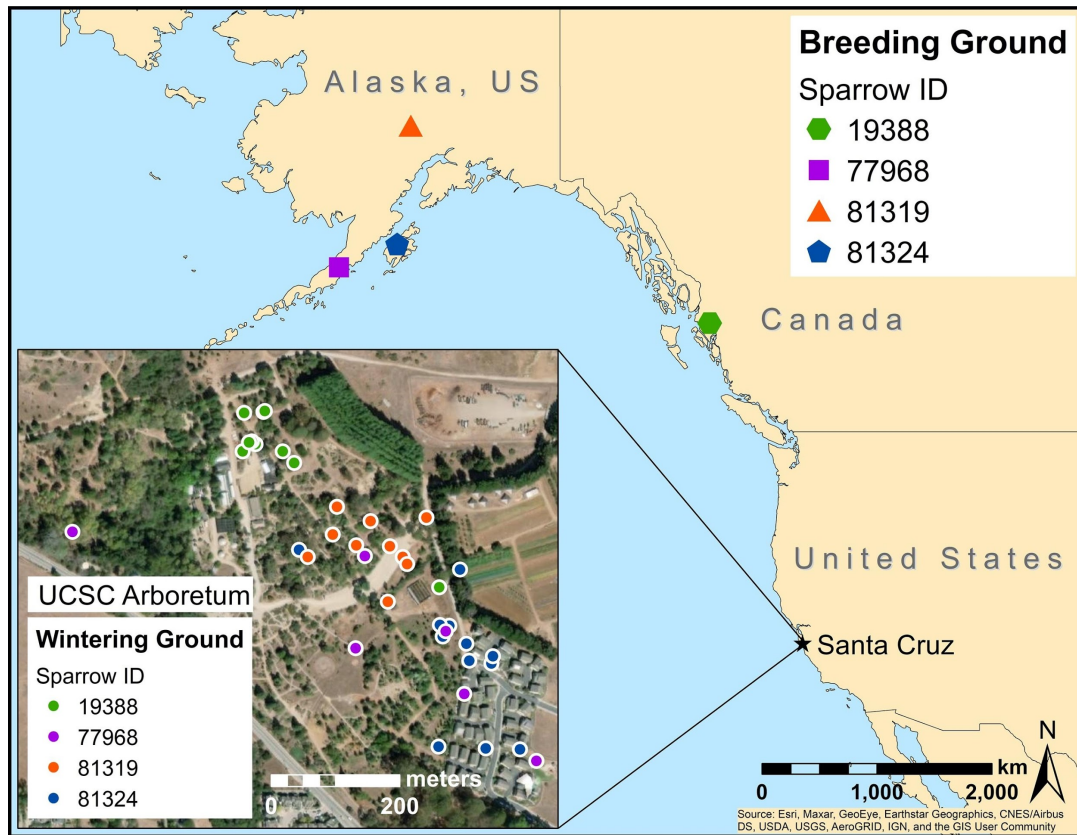 Alaska, US
Canada
United States
Santa Cruz
Breeding Ground
Sparrow ID
19388
77968
81319
81324
UCSC Arboretum
Wintering Ground
Sparrow ID
19388
77968
81319
81324
meters
0 200
N
km
0 1,000 2,000
Source: Esri, Maxar, GeoEye, Earthstar Geographics, CNES/Airbus
DS, USDA, USGS, AeroGRID, IGN, and the GIS User Community